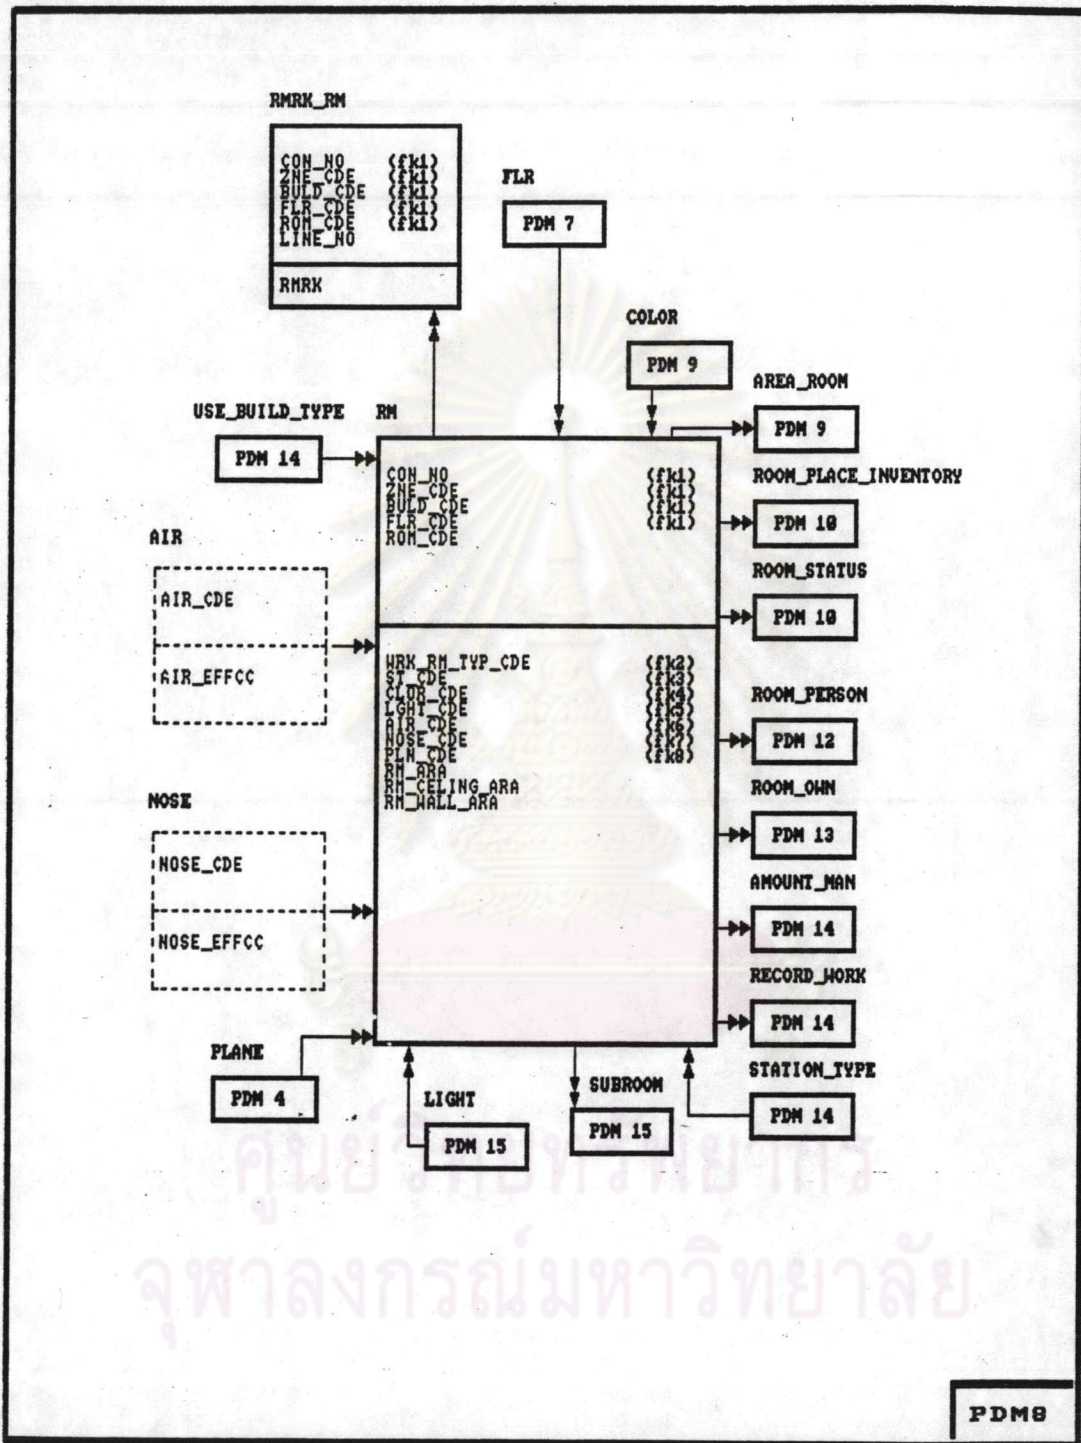 RMRK_RM
CON_NO (fk1)
ZNE_CDE (fk1)
BULD_CDE (fk1)
FLR_CDE (fk1)
ROM_CDE (fk1)
LINE_NO
RMRK
FLR
PDM 7
COLOR
PDM 9
AREA_ROOM
PDM 9
USE_BUILD_TYPE
PDM 14
RM
CON_NO (fk1)
ZNE_CDE (fk1)
BULD_CDE (fk1)
FLR_CDE (fk1)
ROM_CDE
WRK_RM_TYP_CDE (fk2)
ST_CDE (fk3)
CLOR_CDE (fk4)
LGHT_CDE (fk5)
AIR_CDE (fk6)
NOSE_CDE (fk7)
PLN_CDE (fk8)
RM_ARA
RM_CELING_ARA
RM_WALL_ARA
ROOM_PLACE_INVENTORY
PDM 10
ROOM_STATUS
PDM 10
AIR
AIR_CDE
AIR_EFFCC
ROOM_PERSON
PDM 12
ROOM_OWN
PDM 13
NOSE
NOSE_CDE
NOSE_EFFCC
AMOUNT_MAN
PDM 14
RECORD_WORK
PDM 14
PLANE
PDM 4
LIGHT
PDM 15
SUBROOM
PDM 15
STATION_TYPE
PDM 14
ศูนย์วิทยทรัพยากร
จุฬาลงกรณ์มหาวิทยาลัย
PDM8